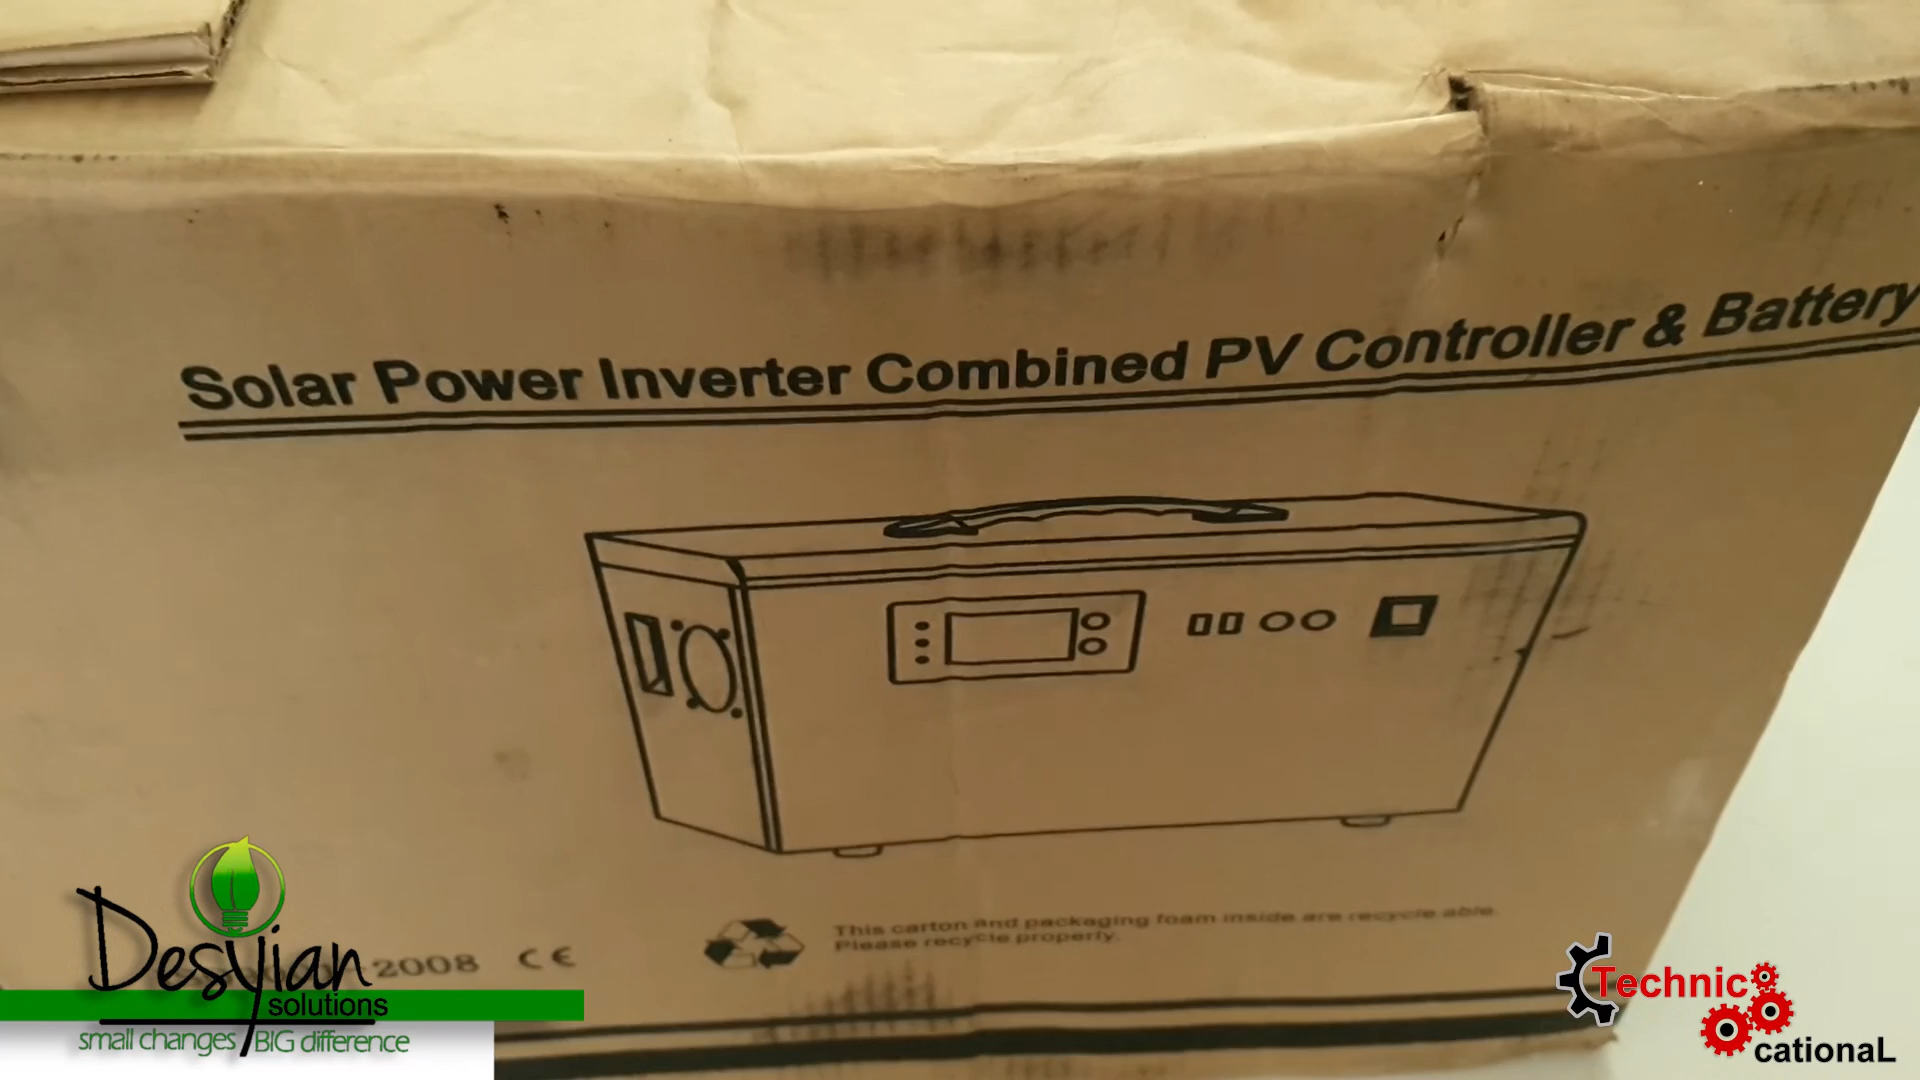 Solar Power Inverter Combined PV Controller & Battery
This carton and packaging foam inside are recycle able.
Please recycle properly.
2008 CE
Desyian
solutions
small changes BIG difference
Technic
cationaL